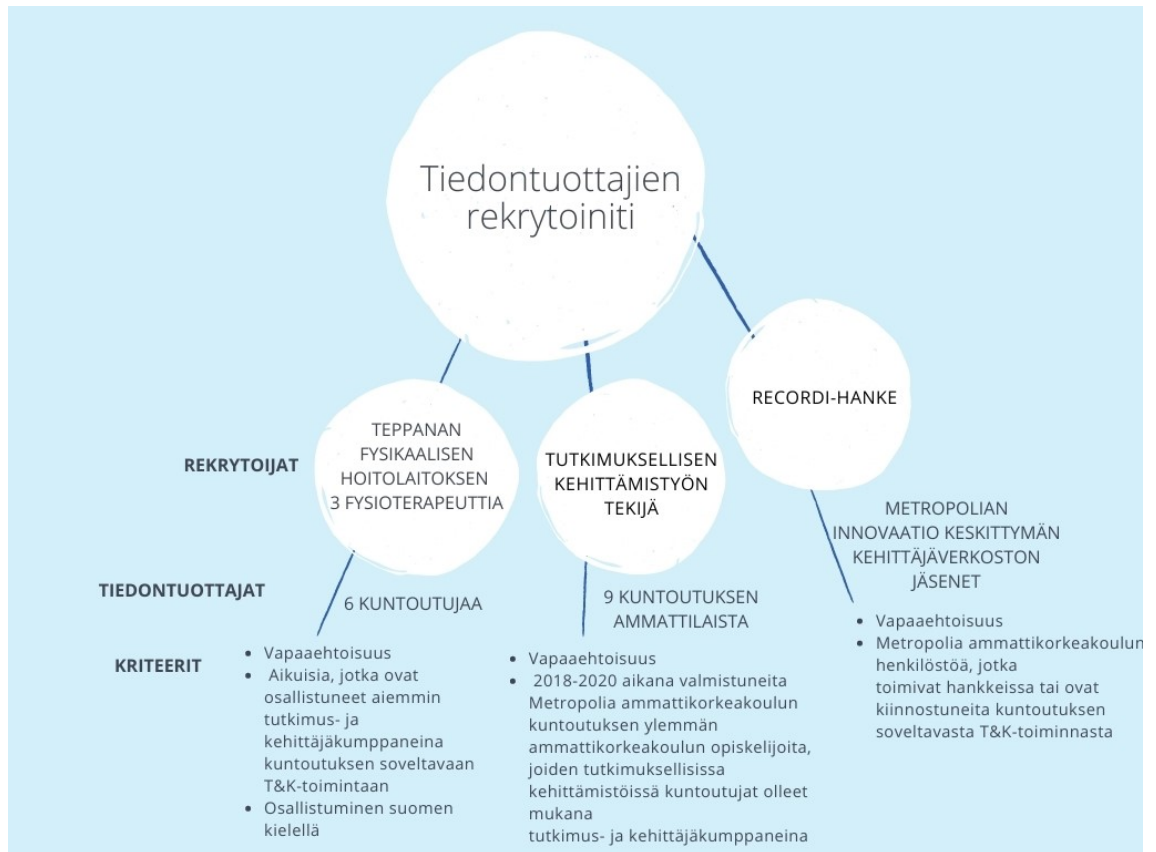 Tiedontuottajien
rekrytoiniti
REKRYTOIJAT
TEPPANAN
FYSIKAALISEN
HOITOLAITOKSEN
3 FYSIOTERAPEUTTIA
TUTKIMUKSELLISEN
KEHITTÄMISTYÖN
TEKIJÄ
RECORDI-HANKE
TIEDONTUOTTAJAT
6 KUNTOUTUJAA
9 KUNTOUTUKSEN
AMMATTILAISTA
METROPOLIAN
INNOVAATIO KESKITTYMÄN
KEHITTÄJÄVERKOSTON
JÄSENET
KRITEERIT
• Vapaaehtoisuus
• Aikuisia, jotka ovat
osallistuneet aiemmin
tutkimus- ja
kehittäjäkumppaneina
kuntoutuksen soveltavaan
T&K-toimintaan
• Osallistuminen suomen
kielellä
• Vapaaehtoisuus
• 2018-2020 aikana valmistuneita
Metropolia ammattikorkeakoulun
kuntoutuksen ylemmän
ammattikorkeakoulun opiskelijoita,
joiden tutkimuksellisissa
kehittämistöissä kuntoutujat olleet
mukana
tutkimus- ja kehittäjäkumppaneina
• Vapaaehtoisuus
• Metropolia ammattikorkeakoulun
henkilöstöä, jotka
toimivat hankkeissa tai ovat
kiinnostuneita kuntoutuksen
soveltavasta T&K-toiminnasta